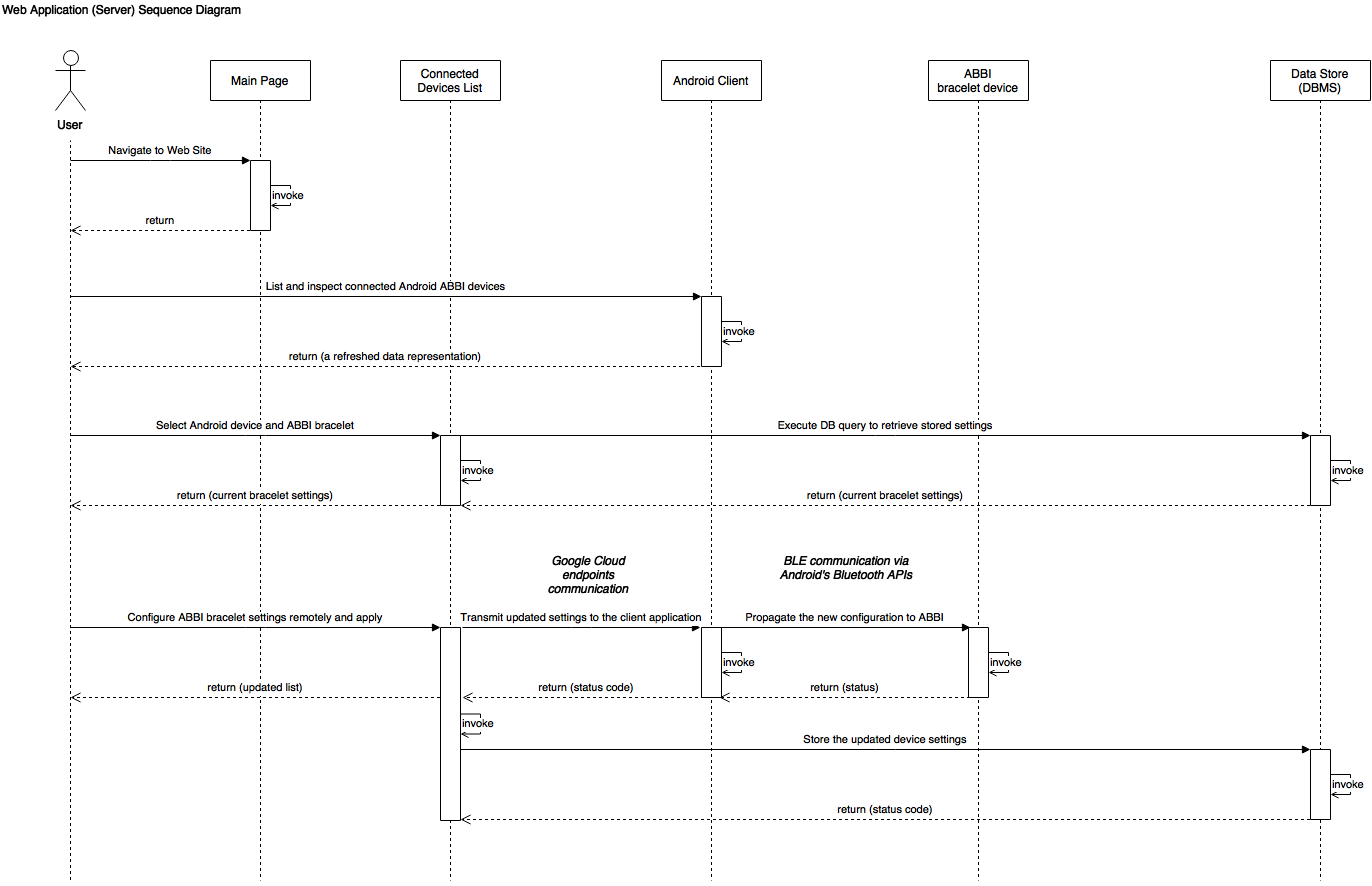 Web Application (Server) Sequence Diagram
User
Main Page
Connected
Devices List
Android Client
ABBI
bracelet device
Data Store
(DBMS)
Navigate to Web Site
invoke
return
List and inspect connected Android ABBI devices
invoke
return (a refreshed data representation)
Select Android device and ABBI bracelet
Execute DB query to retrieve stored settings
invoke
invoke
return (current bracelet settings)
return (current bracelet settings)
Google Cloud
endpoints
communication
BLE communication via
Android's Bluetooth APIs
Configure ABBI bracelet settings remotely and apply
Transmit updated settings to the client application
Propagate the new configuration to ABBI
invoke
invoke
return (updated list)
return (status code)
return (status)
invoke
Store the updated device settings
invoke
return (status code)